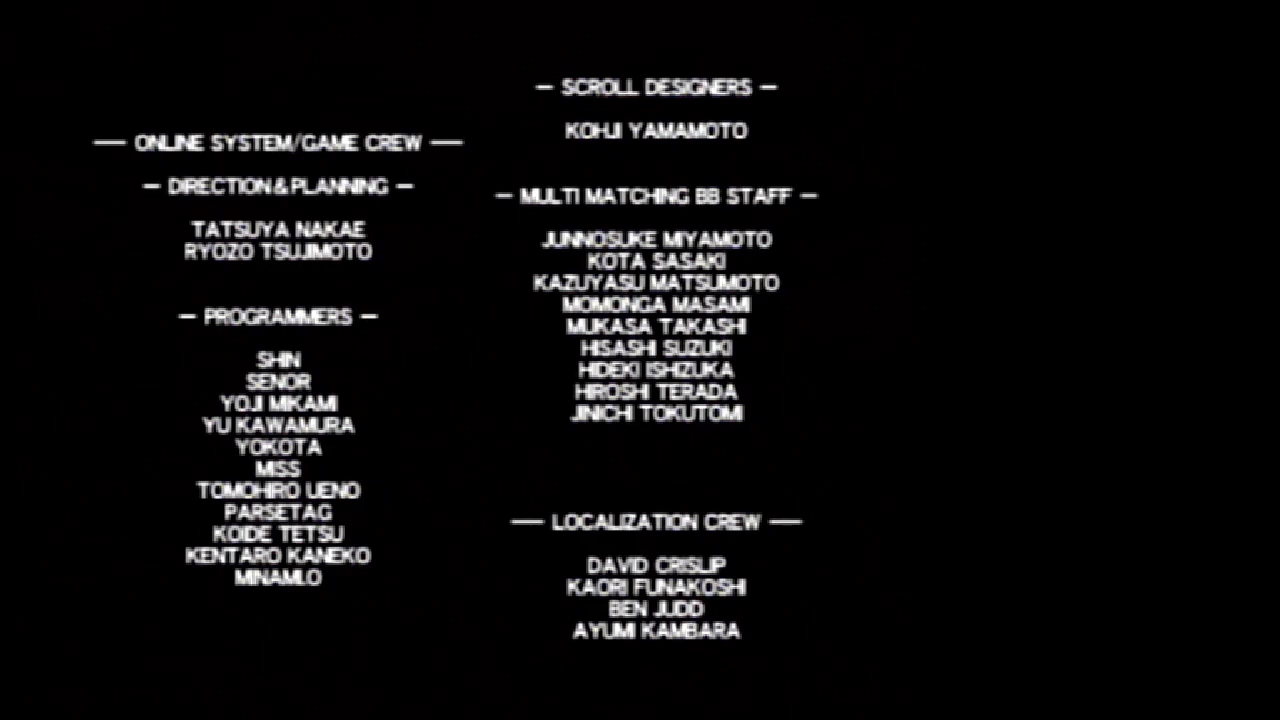 — ONLINE SYSTEM/GAME CREW —
— DIRECTION & PLANNING —
TATSUYA NAKAE
RYOZO TSUJIMOTO
— PROGRAMMERS —
SHIN
SENOR
YOJI MIKAMI
YU KAWAMURA
YOKOTA
MISS
TOMOHIRO UENO
PARSETAG
KOIDE TETSU
KENTARO KANEKO
MINAMI.O
— SCROLL DESIGNERS —
KOHJI YAMAMOTO
— MULTI MATCHING BB STAFF —
JUNNOSUKE MIYAMOTO
KOTA SASAKI
KAZUYASU MATSUMOTO
MOMONGA MASAMI
MUKASA TAKASHI
HISASHI SUZUKI
HIDEKI ISHIZUKA
HIROSHI TERADA
JINICHI TOKUTOMI
— LOCALIZATION CREW —
DAVID CRISLIP
KAORI FUNAKOSHI
BEN JUDD
AYUMI KAMBARA